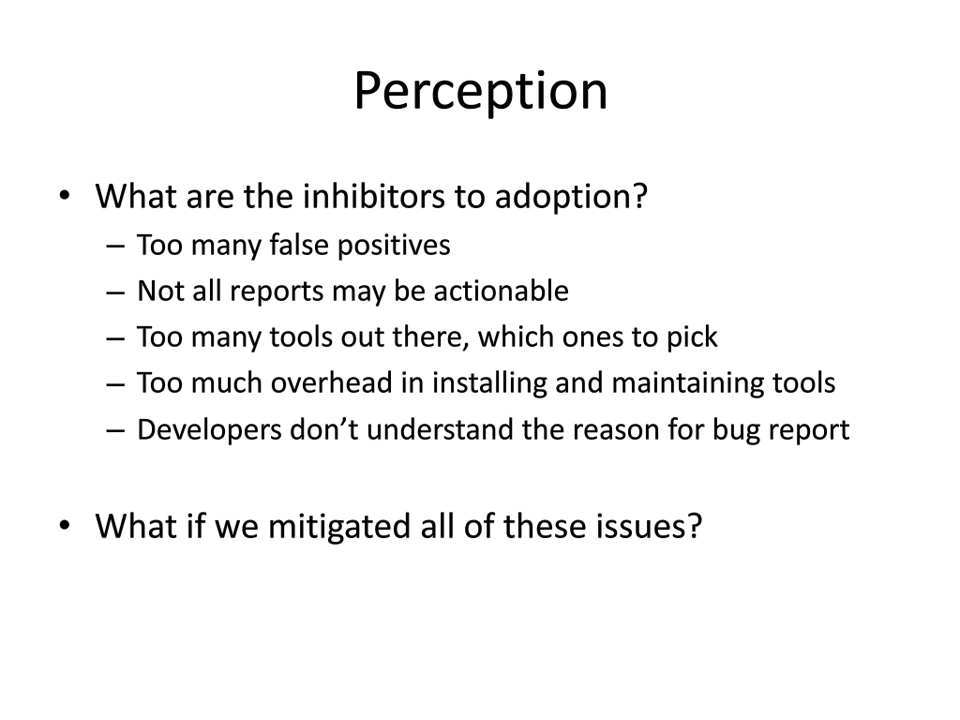 Perception
• What are the inhibitors to adoption?
– Too many false positives
– Not all reports may be actionable
– Too many tools out there, which ones to pick
– Too much overhead in installing and maintaining tools
– Developers don’t understand the reason for bug report
• What if we mitigated all of these issues?